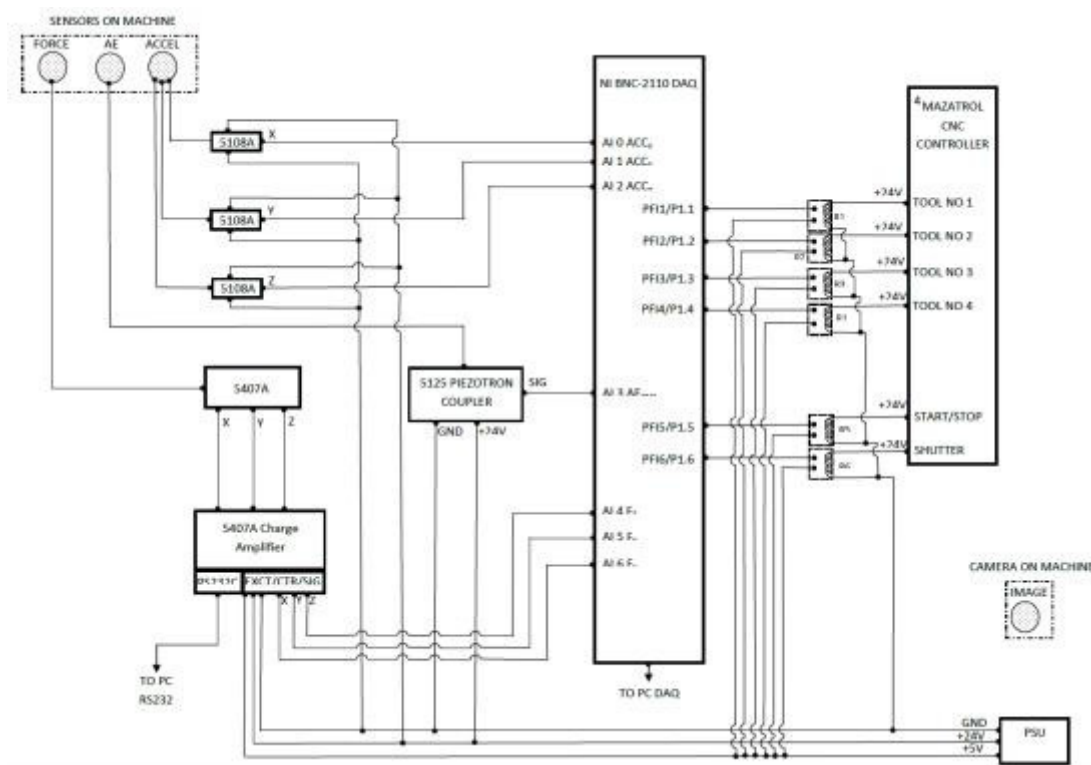 SENSORS ON MACHINE
FORCE
AE
ACCEL
5108A
X
5108A
Y
5108A
Z
NI BNC-2110 DAQ
AI 0 ACC
AI 1 ACC
AI 2 ACC
PFI1/P1.1
PFI2/P1.2
PFI3/P1.3
PFI4/P1.4
AI 3 AE
PFI5/P1.5
PFI6/P1.6
AI 4 F
AI 5 F
AI 6 F
TO PC DAQ
4
MAZATROL
CNC
CONTROLLER
+24V
TOOL NO 1
+24V
TOOL NO 2
+24V
TOOL NO 3
+24V
TOOL NO 4
+24V
START/STOP
+24V
SHUTTER
5407A
X
Y
Z
5125 PIEZOTRON
COUPLER
SIG
GND
+24V
5407A Charge
Amplifier
RS232C
EXCT/CTR/SIG
X
Y
Z
TO PC
RS232
CAMERA ON MACHINE
IMAGE
GND
+24V
+5V
PSU